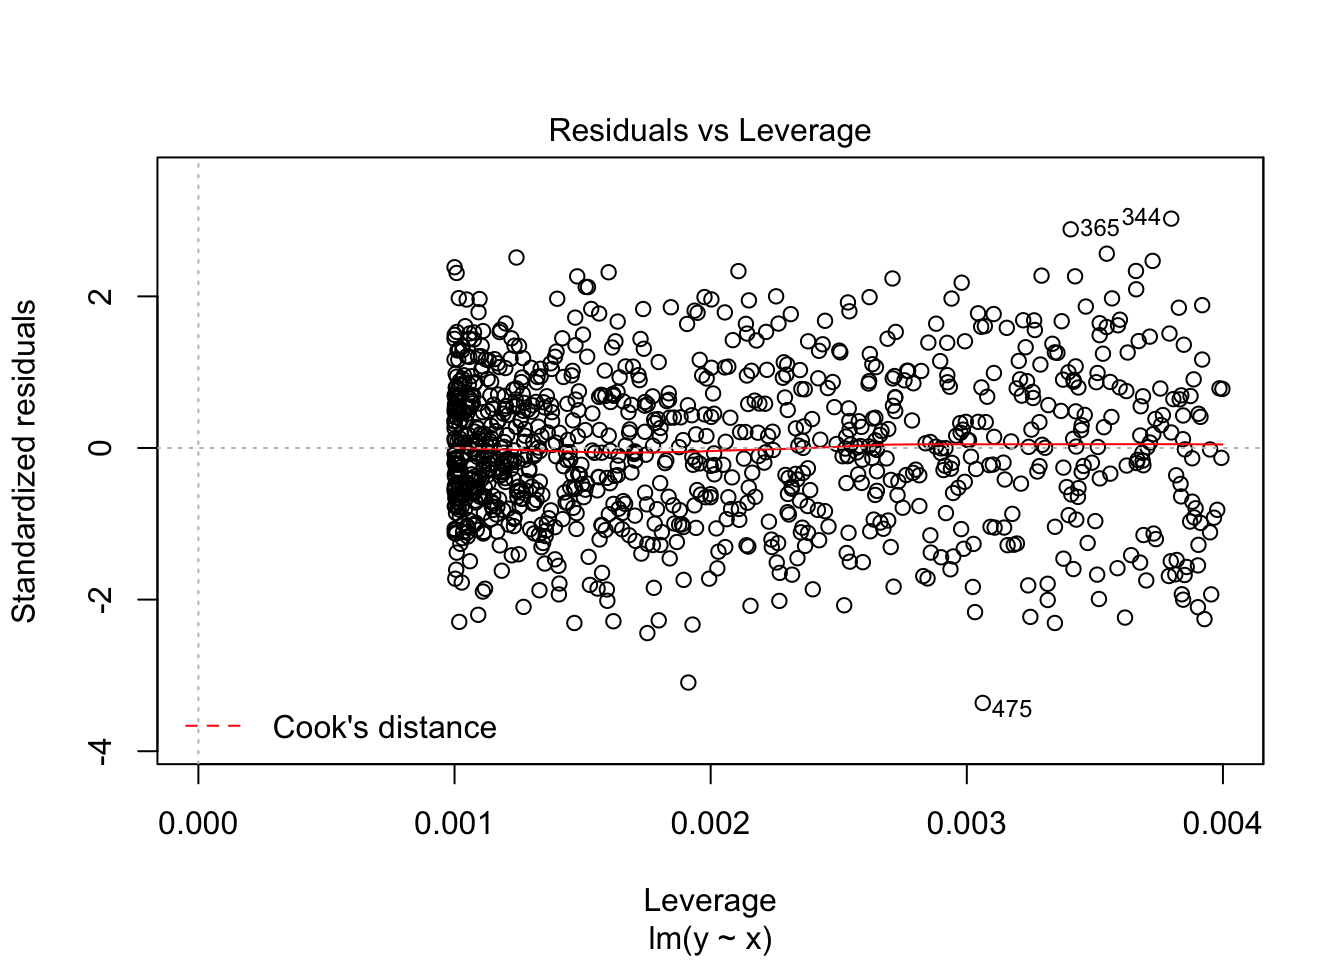 Residuals vs Leverage
Standardized residuals
2
0
-2
-4
365
344
475
Cook's distance
0.000
0.001
0.002
0.003
0.004
Leverage
lm(y ~ x)